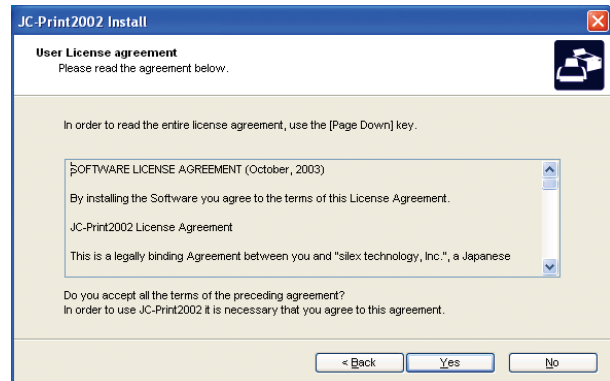 JC-Print2002 Install
User License agreement
Please read the agreement below.
In order to read the entire license agreement, use the [Page Down] key.
SOFTWARE LICENSE AGREEMENT (October, 2003)
By installing the Software you agree to the terms of this License Agreement.
JC-Print2002 License Agreement
This is a legally binding Agreement between you and "silex technology, Inc.", a Japanese
Do you accept all the terms of the preceding agreement?
In order to use JC-Print2002 it is necessary that you agree to this agreement.
< Back Yes No